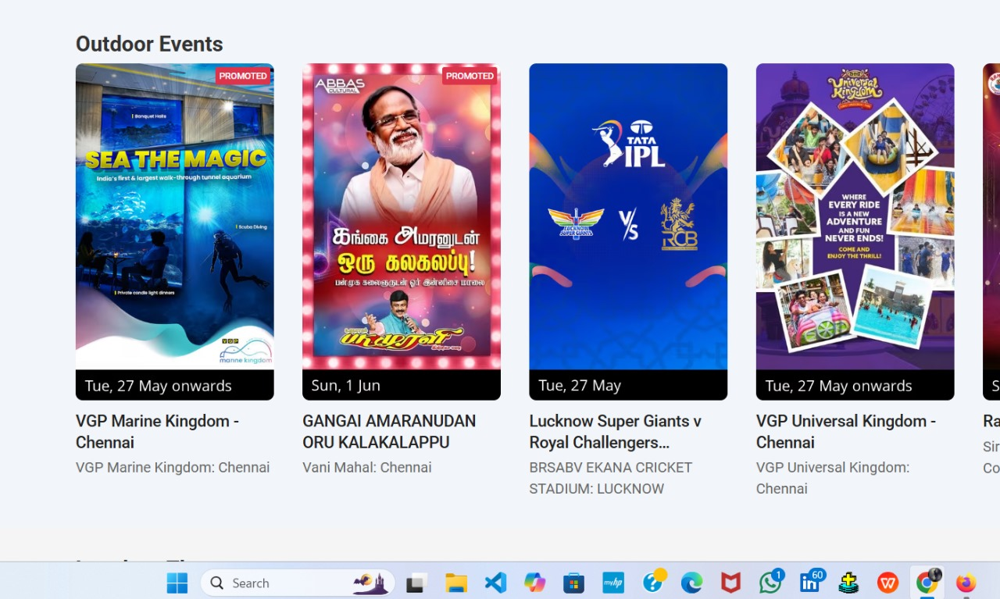 Outdoor Events
PROMOTED
Banquet Halls
SEA THE MAGIC
India's first & largest walk-through tunnel aquarium
Scuba Diving
Private candle light dinners
VGP
marine kingdom
Tue, 27 May onwards
VGP Marine Kingdom -
Chennai
VGP Marine Kingdom: Chennai
PROMOTED
ABBAS
CULTURAL
கங்கை அமரனுடன்
ஒரு கலகலப்பு!
பன்முக கலைஞருடன் ஓர் இன்னிசை மாலை
Sun, 1 Jun
GANGAI AMARANUDAN
ORU KALAKALAPPU
Vani Mahal: Chennai
TATA
IPL
LUCKNOW
SUPER GIANTS
VS
RCB
Tue, 27 May
Lucknow Super Giants v
Royal Challengers...
BRSABV EKANA CRICKET
STADIUM: LUCKNOW
Universal
Kingdom
WHERE
EVERY RIDE
IS A NEW
ADVENTURE
AND FUN
NEVER ENDS!
COME AND
ENJOY THE THRILL!
Tue, 27 May onwards
VGP Universal Kingdom -
Chennai
VGP Universal Kingdom:
Chennai
Search
myhp
1
60